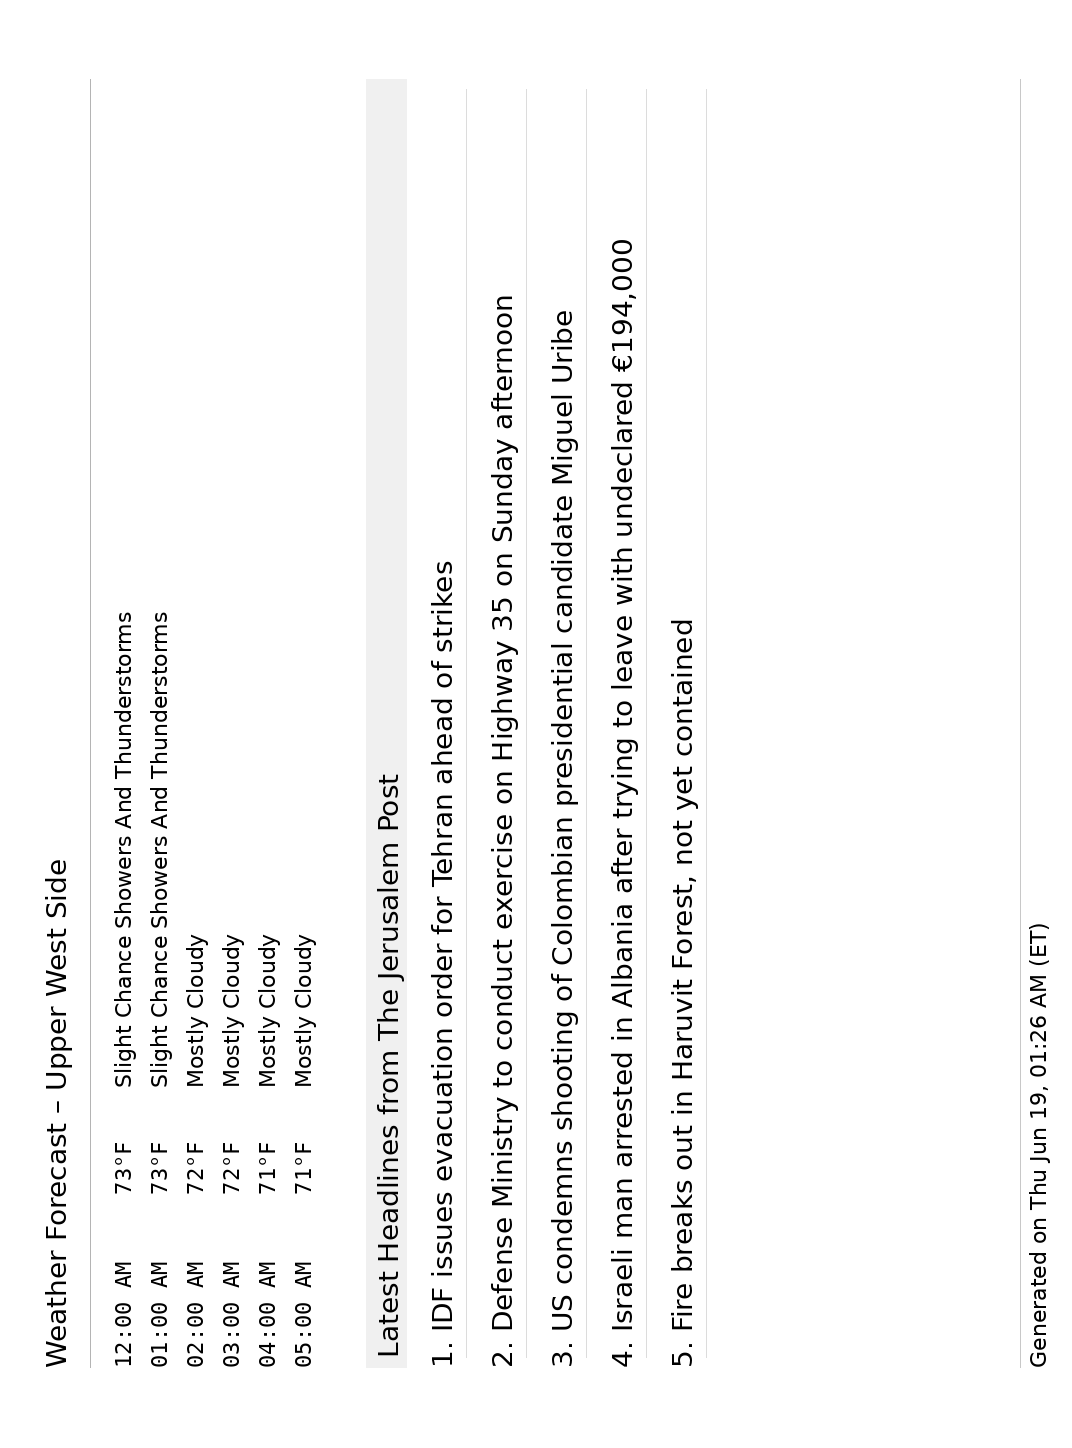 Weather Forecast – Upper West Side
12:00 AM 73°F Slight Chance Showers And Thunderstorms
01:00 AM 73°F Slight Chance Showers And Thunderstorms
02:00 AM 72°F Mostly Cloudy
03:00 AM 72°F Mostly Cloudy
04:00 AM 71°F Mostly Cloudy
05:00 AM 71°F Mostly Cloudy
Latest Headlines from The Jerusalem Post
1. IDF issues evacuation order for Tehran ahead of strikes
2. Defense Ministry to conduct exercise on Highway 35 on Sunday afternoon
3. US condemns shooting of Colombian presidential candidate Miguel Uribe
4. Israeli man arrested in Albania after trying to leave with undeclared €194,000
5. Fire breaks out in Haruvit Forest, not yet contained
Generated on Thu Jun 19, 01:26 AM (ET)